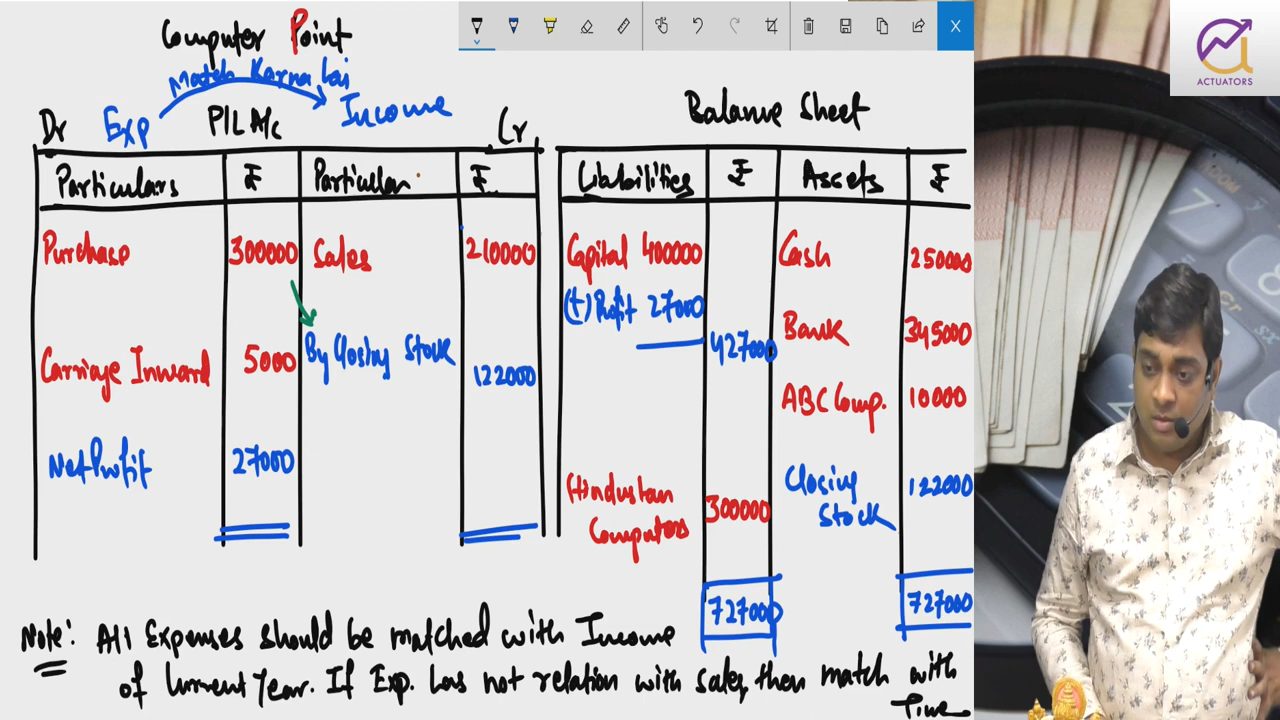 Computer Point
Match Karna hai
Exp
Income
Dr
P/L A/c
Cr
Particulars ₹ Particular ₹
Purchase 300000 Sales 210000
Carriage Inward 5000 By Closing Stock 122000
Net Profit 27000
Balance Sheet
Liabilities ₹ Assets ₹
Capital 400000 Cash 250000
(+) Profit 27000
427000 Bank 345000
ABC Comp. 10000
Hindustan Computers 300000 Closing Stock 122000
727000 727000
Note: All Expenses should be matched with Income
of Current Year. If Exp. has not relation with sales, then match with
Time
ACTUATORS
7